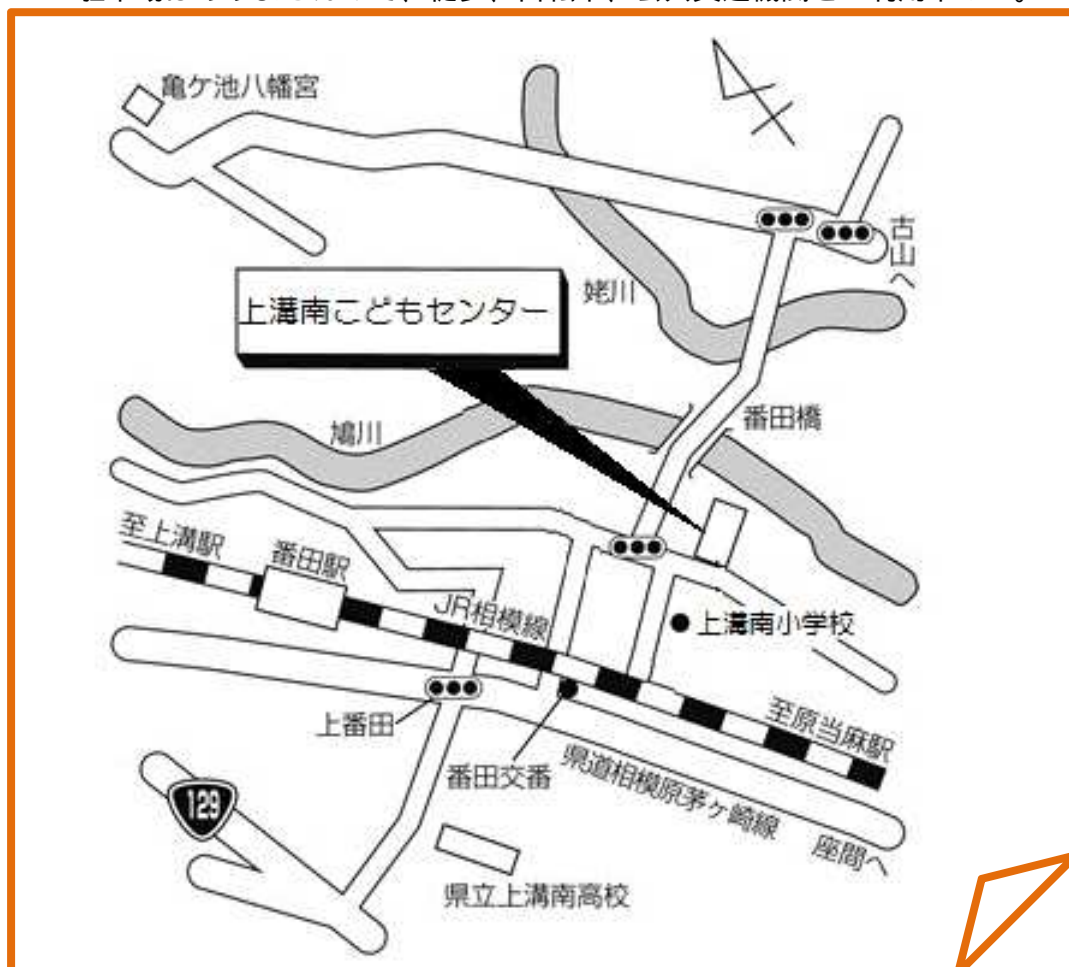 亀ケ池八幡宮
古山へ
姥川
上溝南こどもセンター
番田橋
鳩川
至上溝駅
番田駅
JR相模線
上溝南小学校
至原当麻駅
上番田
番田交番
県道相模原茅ヶ崎線
座間へ
129
県立上溝南高校